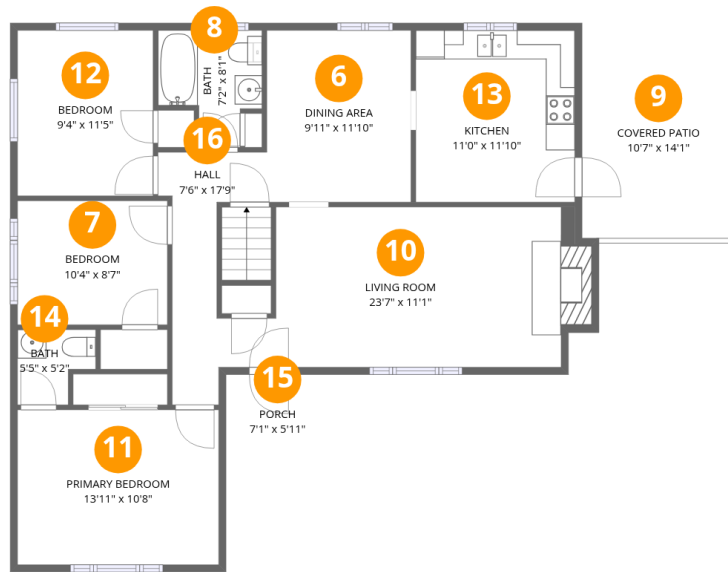 8
BATH
7'2" x 8'1"
12
BEDROOM
9'4" x 11'5"
6
DINING AREA
9'11" x 11'10"
13
KITCHEN
11'0" x 11'10"
9
COVERED PATIO
10'7" x 14'1"
16
HALL
7'6" x 17'9"
7
BEDROOM
10'4" x 8'7"
10
LIVING ROOM
23'7" x 11'1"
14
BATH
5'5" x 5'2"
15
PORCH
7'1" x 5'11"
11
PRIMARY BEDROOM
13'11" x 10'8"